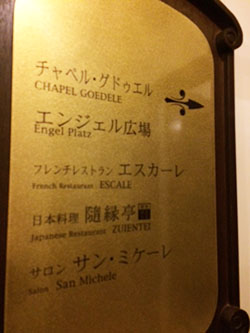 チャペル・グドゥエル
CHAPEL GOEDELE
エンジェル広場
Engel Platz
フレンチレストラン エスカーレ
French Restaurant ESCALE
日本料理 隨縁亭
Japanese Restaurant ZUIENTEI
サロン サン・ミケーレ
Salon San Michele